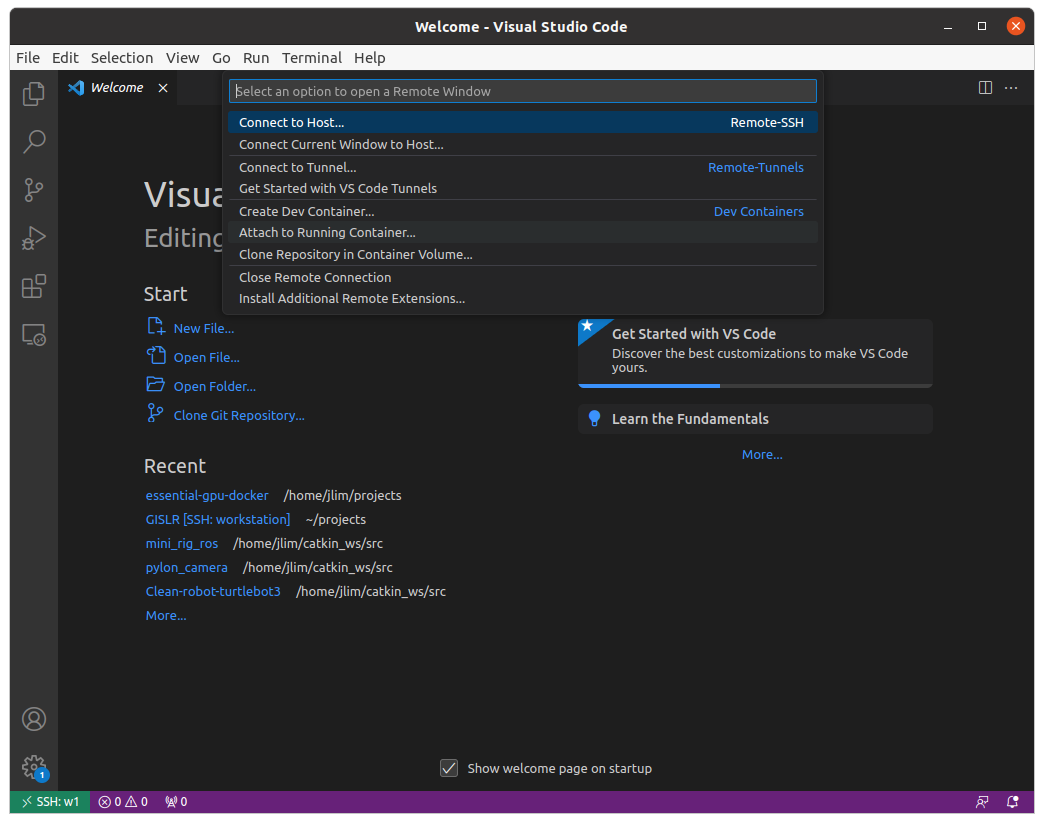 Welcome - Visual Studio Code
File Edit Selection View Go Run Terminal Help
Welcome
Select an option to open a Remote Window
Connect to Host... Remote-SSH
Connect Current Window to Host...
Connect to Tunnel... Remote-Tunnels
Get Started with VS Code Tunnels
Create Dev Container... Dev Containers
Attach to Running Container...
Clone Repository in Container Volume...
Close Remote Connection
Install Additional Remote Extensions...
Visua
Editing
Start
New File...
Open File...
Open Folder...
Clone Git Repository...
Recent
essential-gpu-docker /home/jlim/projects
GISLR [SSH: workstation] ~/projects
mini_rig_ros /home/jlim/catkin_ws/src
pylon_camera /home/jlim/catkin_ws/src
Clean-robot-turtlebot3 /home/jlim/catkin_ws/src
More...
Get Started with VS Code
Discover the best customizations to make VS Code
yours.
Learn the Fundamentals
More...
Show welcome page on startup
1
SSH: w1 0 0 0